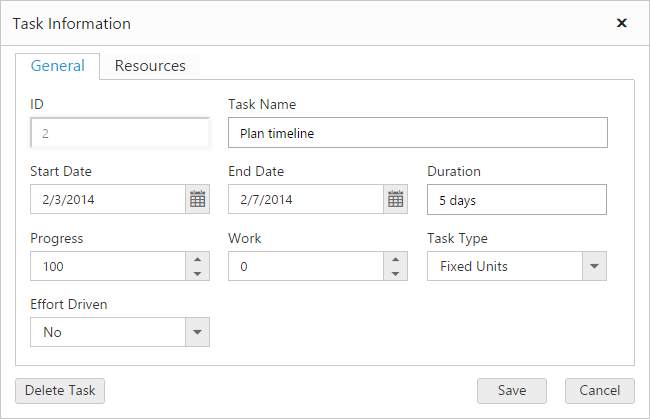 Task Information
General Resources
ID Task Name
2 Plan timeline
Start Date End Date Duration
2/3/2014 2/7/2014 5 days
Progress Work Task Type
100 0 Fixed Units
Effort Driven
No
Delete Task Save Cancel